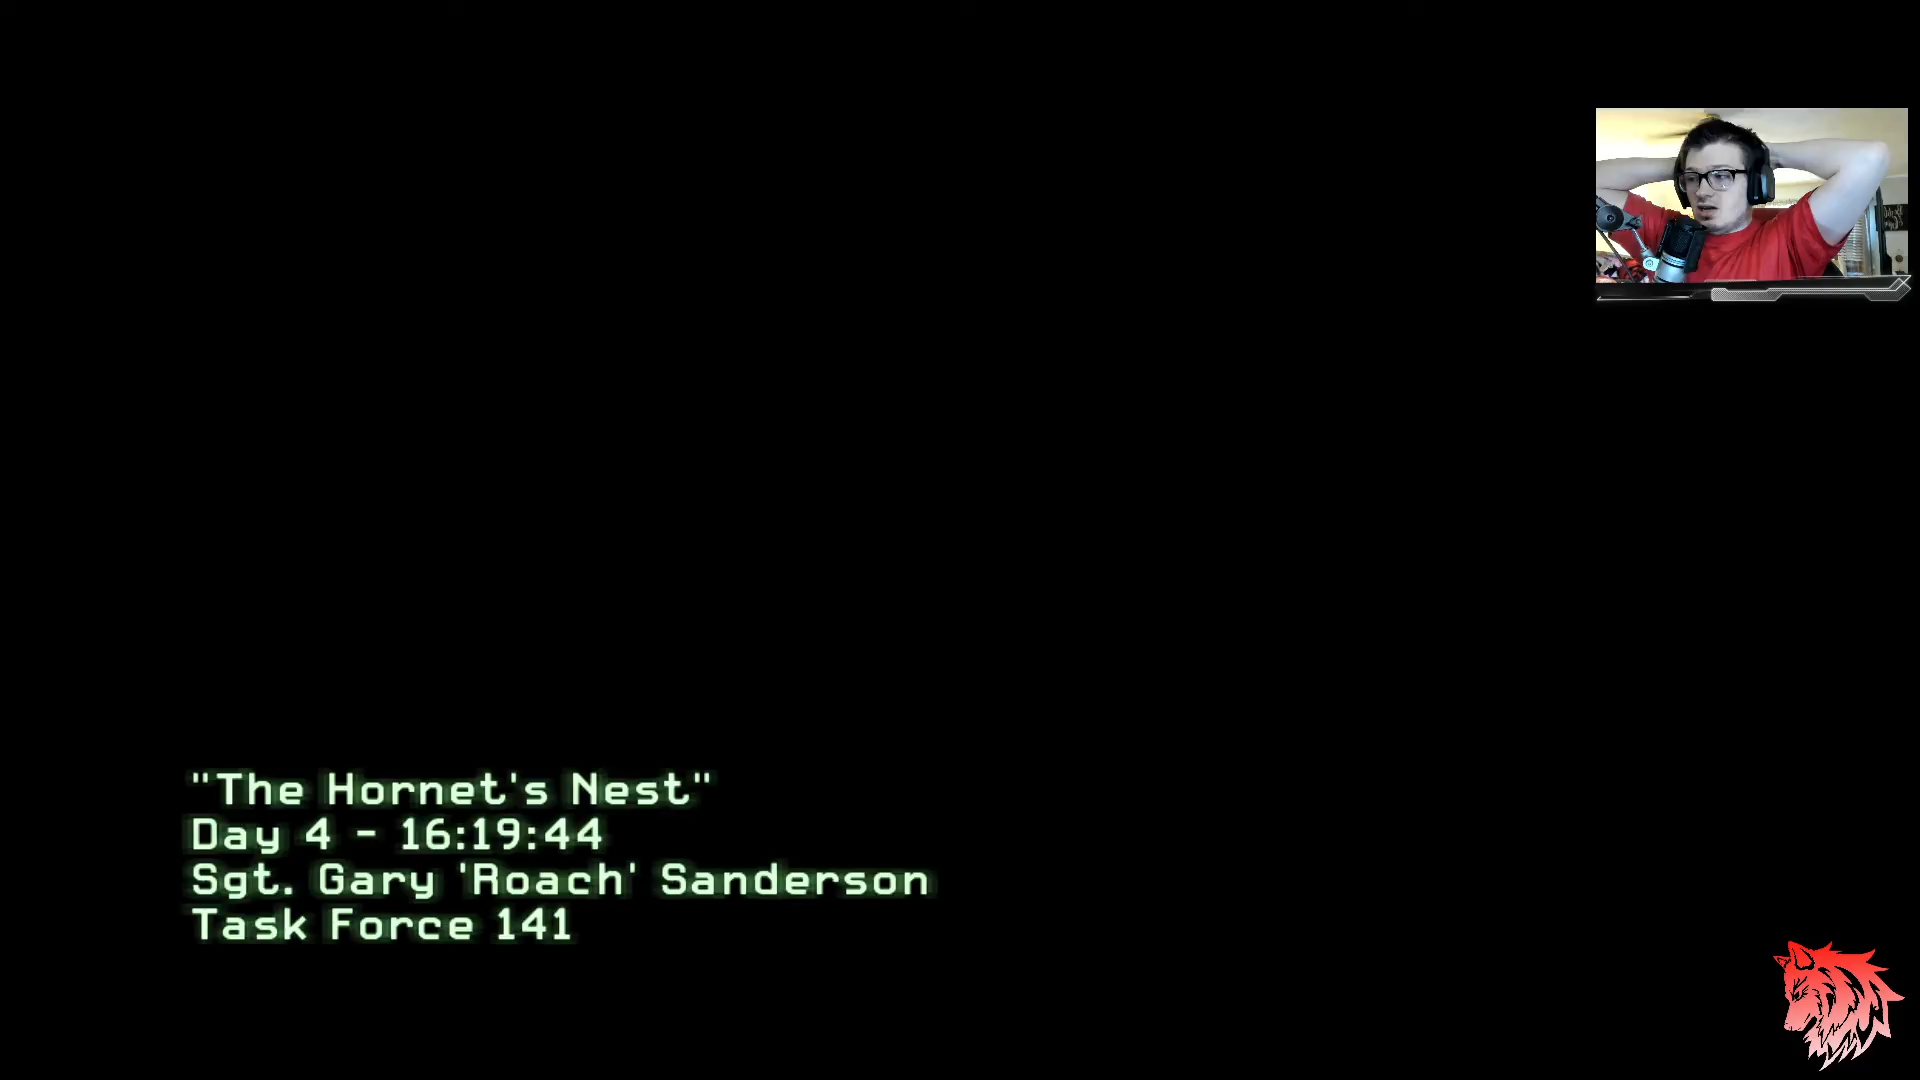 "The Hornet's Nest"
Day 4 - 16:19:44
Sgt. Gary 'Roach' Sanderson
Task Force 141